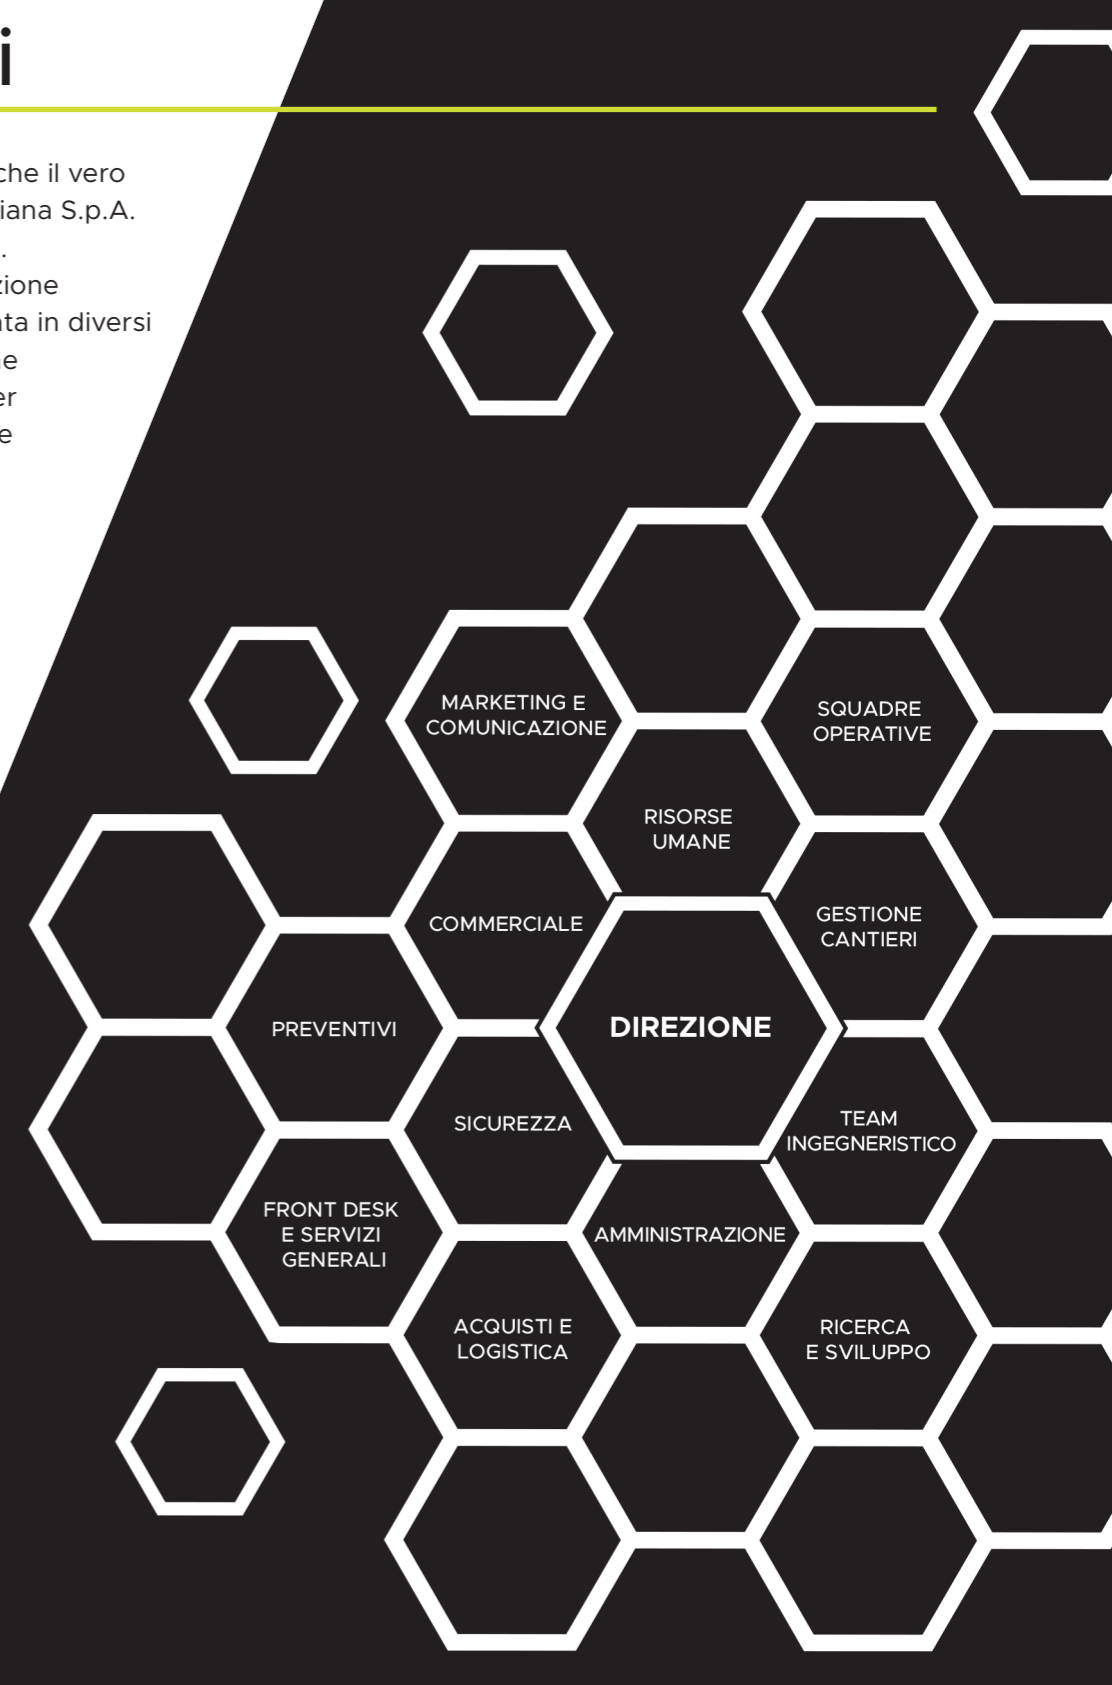 i
che il vero
iana S.p.A.
.
zione
ta in diversi
e
er
e
MARKETING E
COMUNICAZIONE
SQUADRE
OPERATIVE
RISORSE
UMANE
COMMERCIALE
GESTIONE
CANTIERI
PREVENTIVI
DIREZIONE
SICUREZZA
TEAM
INGEGNERISTICO
FRONT DESK
E SERVIZI
GENERALI
AMMINISTRAZIONE
ACQUISTI E
LOGISTICA
RICERCA
E SVILUPPO